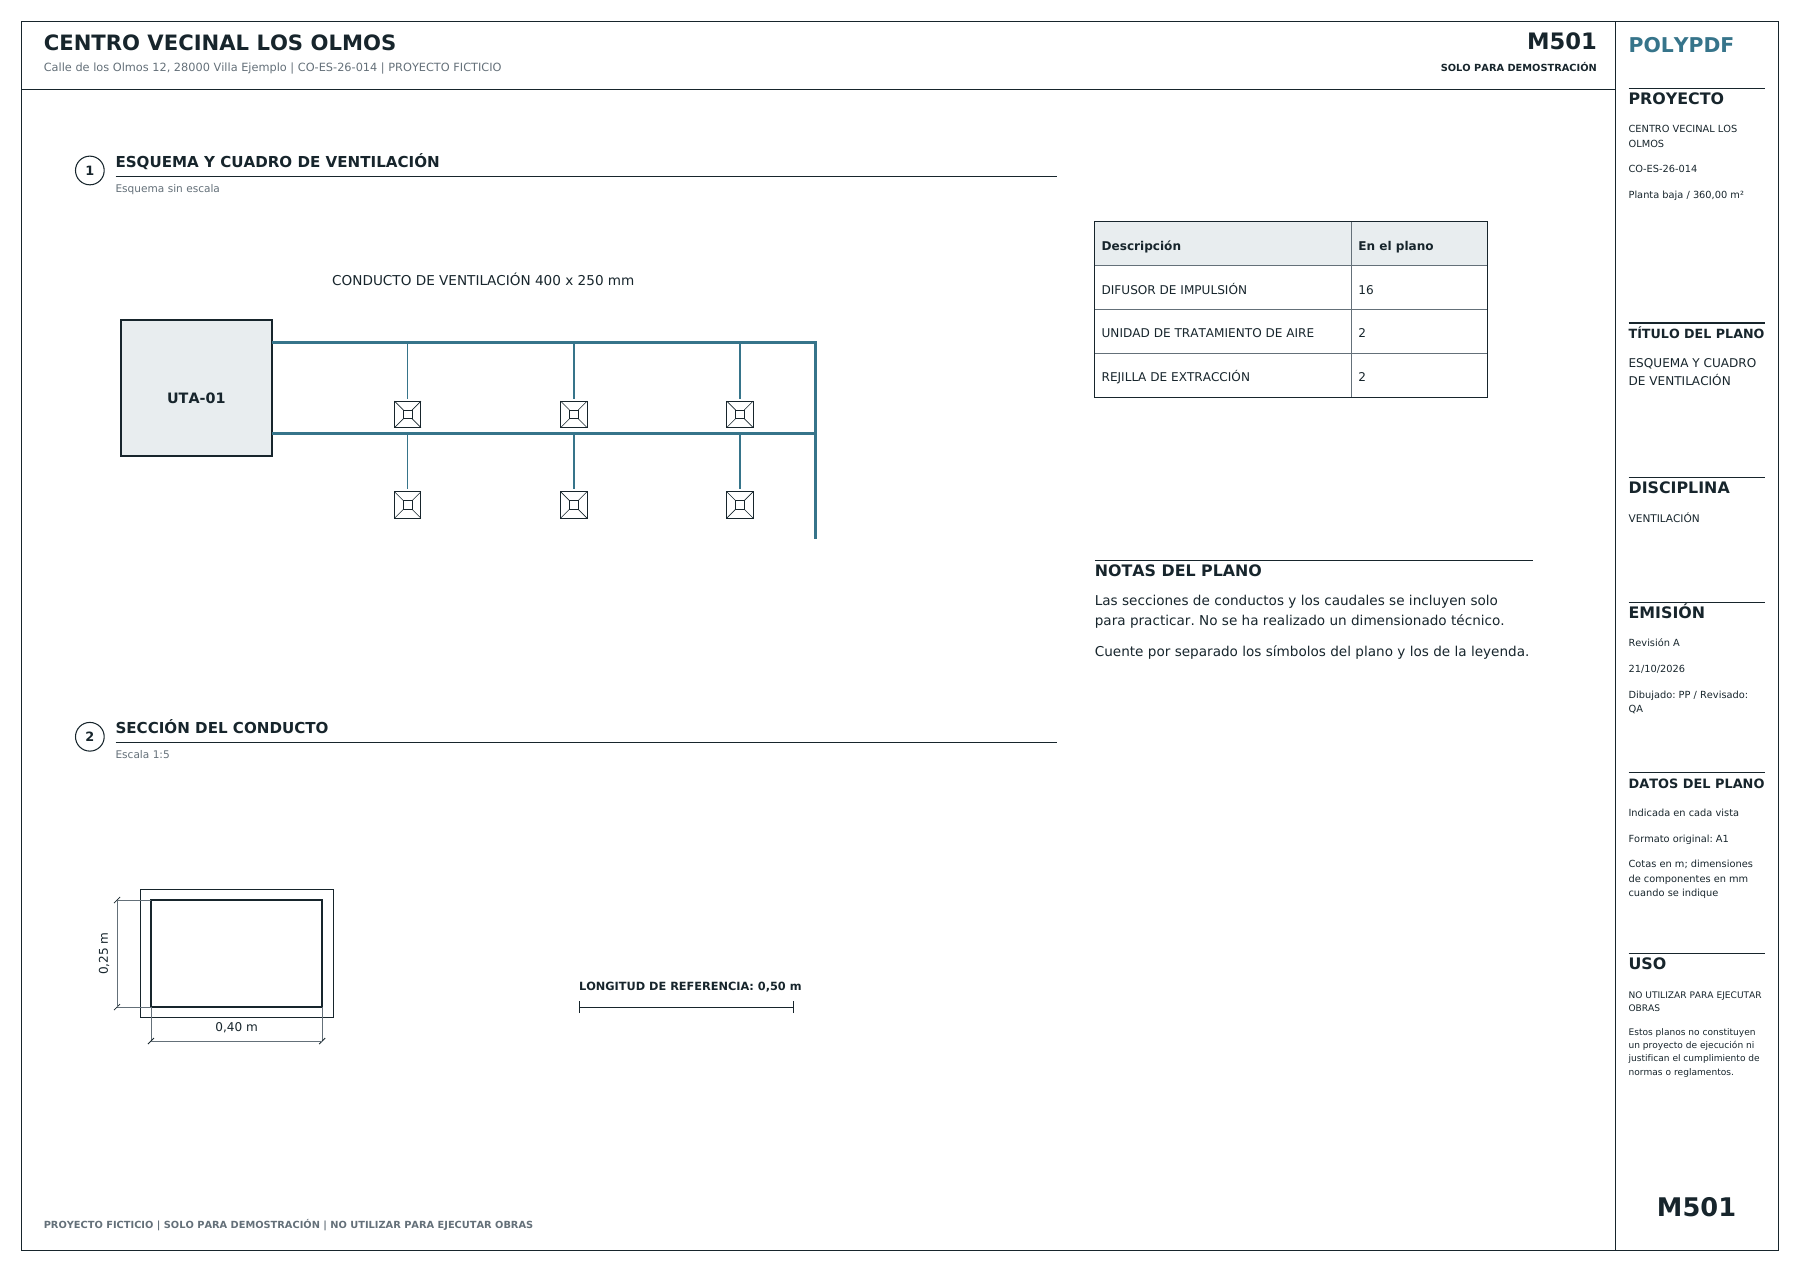 CENTRO VECINAL LOS OLMOS
Calle de los Olmos 12, 28000 Villa Ejemplo | CO-ES-26-014 | PROYECTO FICTICIO
M501
SOLO PARA DEMOSTRACIÓN
1
ESQUEMA Y CUADRO DE VENTILACIÓN
Esquema sin escala
CONDUCTO DE VENTILACIÓN 400 x 250 mm
UTA-01
Descripción En el plano
DIFUSOR DE IMPULSIÓN 16
UNIDAD DE TRATAMIENTO DE AIRE 2
REJILLA DE EXTRACCIÓN 2
NOTAS DEL PLANO
Las secciones de conductos y los caudales se incluyen solo
para practicar. No se ha realizado un dimensionado técnico.
Cuente por separado los símbolos del plano y los de la leyenda.
2
SECCIÓN DEL CONDUCTO
Escala 1:5
0,25 m
0,40 m
LONGITUD DE REFERENCIA: 0,50 m
PROYECTO FICTICIO | SOLO PARA DEMOSTRACIÓN | NO UTILIZAR PARA EJECUTAR OBRAS
POLYPDF
PROYECTO
CENTRO VECINAL LOS
OLMOS
CO-ES-26-014
Planta baja / 360,00 m²
TÍTULO DEL PLANO
ESQUEMA Y CUADRO
DE VENTILACIÓN
DISCIPLINA
VENTILACIÓN
EMISIÓN
Revisión A
21/10/2026
Dibujado: PP / Revisado:
QA
DATOS DEL PLANO
Indicada en cada vista
Formato original: A1
Cotas en m; dimensiones
de componentes en mm
cuando se indique
USO
NO UTILIZAR PARA EJECUTAR
OBRAS
Estos planos no constituyen
un proyecto de ejecución ni
justifican el cumplimiento de
normas o reglamentos.
M501